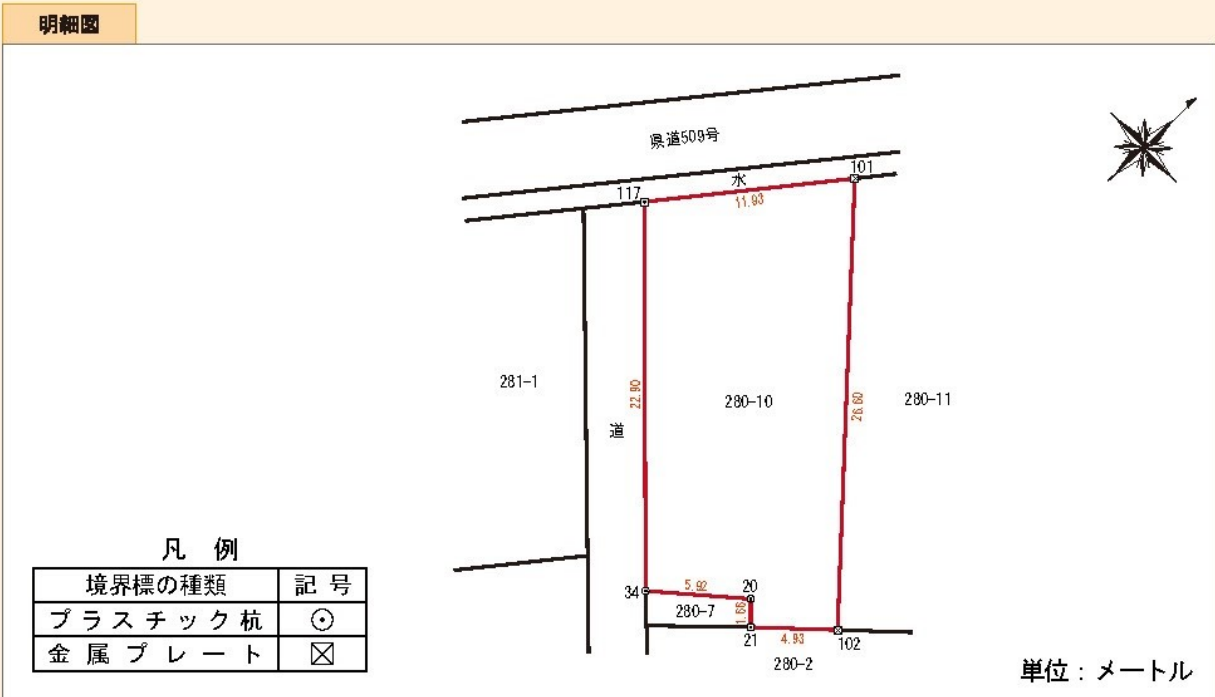 明細図
県道509号
水
101
117
11.93
281-1
22.90
280-10
26.60
280-11
道
34
5.92
20
280-7
1.66
21
4.93
102
280-2
凡 例
境界標の種類 記 号
プラスチック杭
金属プレート
単位：メートル